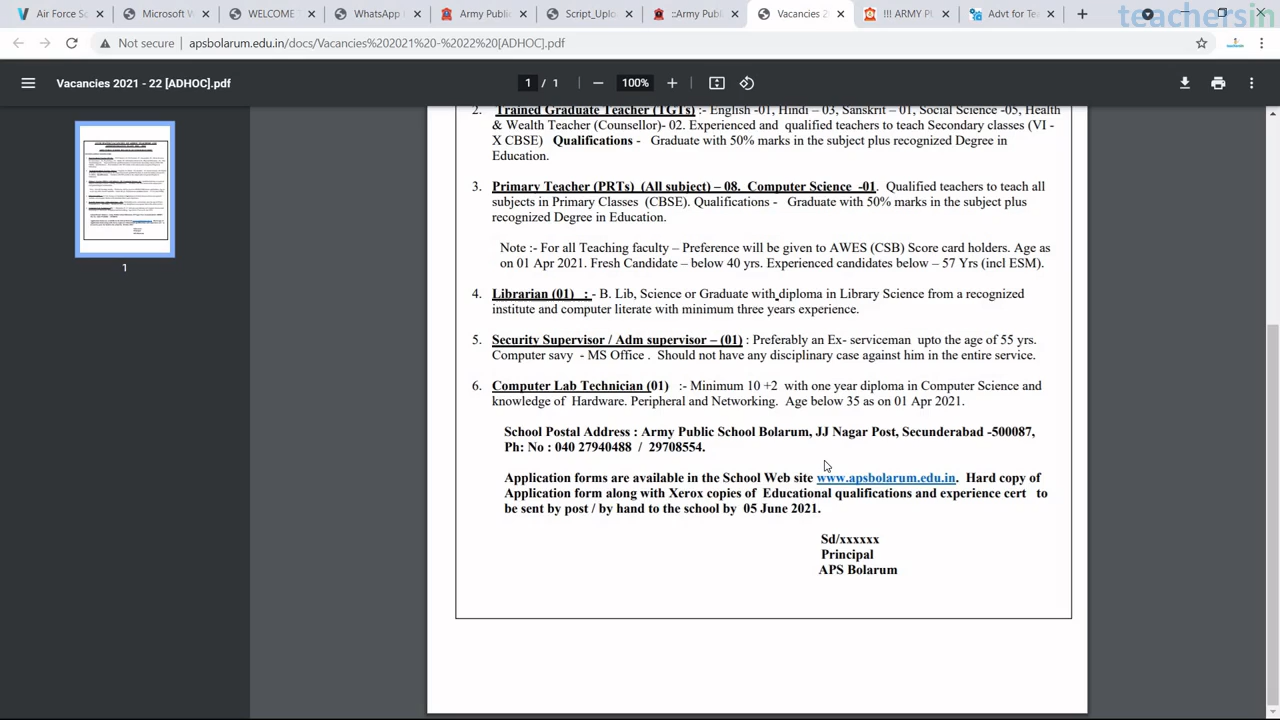 teachersin
Air Force Sc
Microsoft W
WELCOME T
WhatsApp
Army Public
Script_Uplo
::Army Publ
Vacancies 2
!!! ARMY PU
Advt for Tea
Not secure
apsbolarum.edu.in/docs/Vacancies%202021%20-%2022%20[ADHOC].pdf
Vacancies 2021 - 22 [ADHOC].pdf
1 / 1
100%
1
2. Trained Graduate Teacher (TGTs) :- English -01, Hindi – 03, Sanskrit – 01, Social Science -05, Health
& Wealth Teacher (Counsellor)- 02. Experienced and qualified teachers to teach Secondary classes (VI -
X CBSE) Qualifications - Graduate with 50% marks in the subject plus recognized Degree in
Education.
3. Primary Teacher (PRTs) (All subject) – 08, Computer Science -01. Qualified teachers to teach all
subjects in Primary Classes (CBSE). Qualifications - Graduate with 50% marks in the subject plus
recognized Degree in Education.
Note :- For all Teaching faculty – Preference will be given to AWES (CSB) Score card holders. Age as
on 01 Apr 2021. Fresh Candidate – below 40 yrs. Experienced candidates below – 57 Yrs (incl ESM).
4. Librarian (01) : - B. Lib, Science or Graduate with diploma in Library Science from a recognized
institute and computer literate with minimum three years experience.
5. Security Supervisor / Adm supervisor – (01) : Preferably an Ex- serviceman upto the age of 55 yrs.
Computer savy - MS Office . Should not have any disciplinary case against him in the entire service.
6. Computer Lab Technician (01) :- Minimum 10 +2 with one year diploma in Computer Science and
knowledge of Hardware. Peripheral and Networking. Age below 35 as on 01 Apr 2021.
School Postal Address : Army Public School Bolarum, JJ Nagar Post, Secunderabad -500087,
Ph: No : 040 27940488 / 29708554.
Application forms are available in the School Web site www.apsbolarum.edu.in. Hard copy of
Application form along with Xerox copies of Educational qualifications and experience cert to
be sent by post / by hand to the school by 05 June 2021.
Sd/xxxxxx
Principal
APS Bolarum